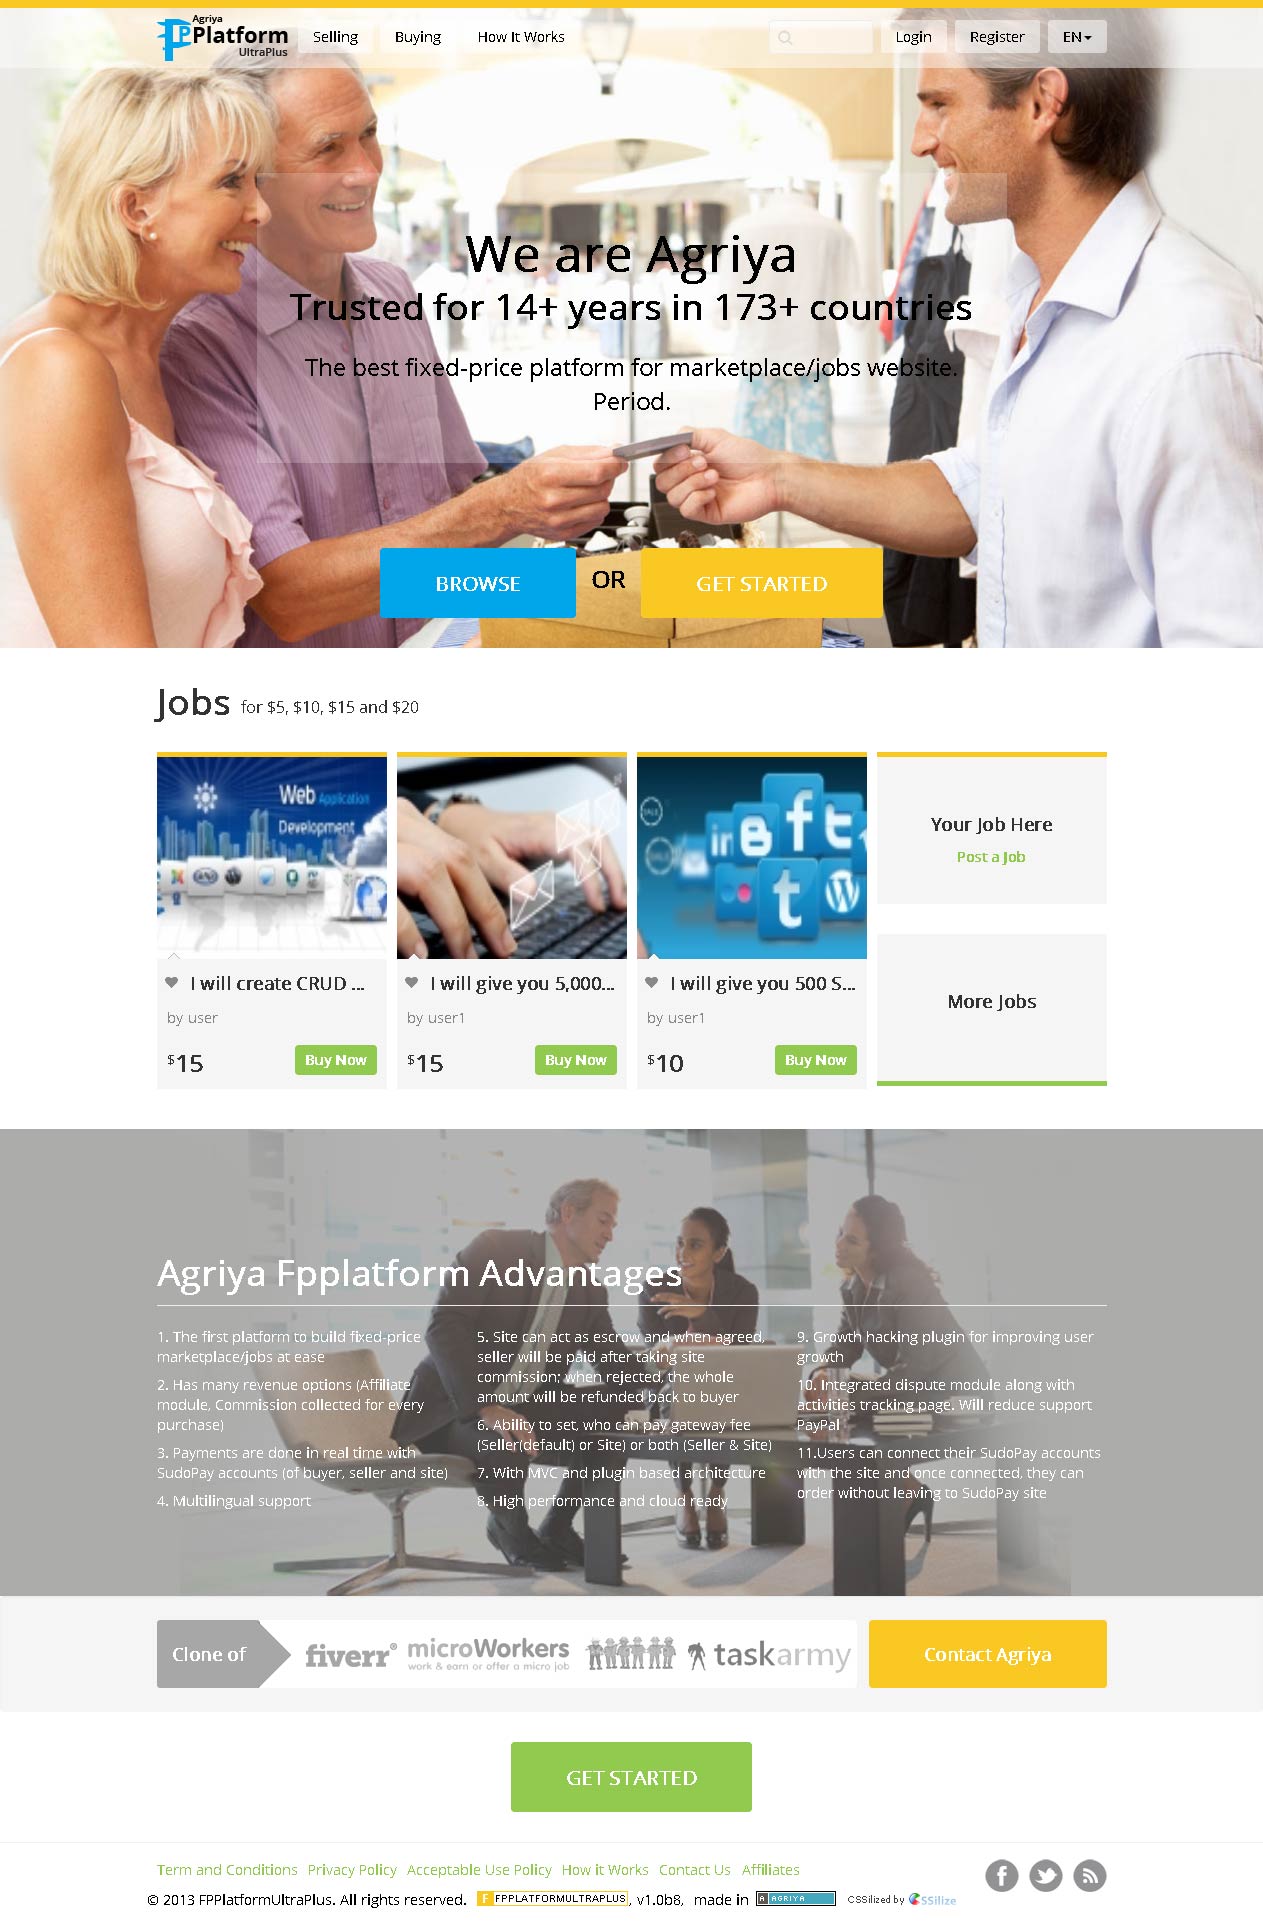 Agriya
Platform
UltraPlus
Selling
Buying
How It Works
Login
Register
EN
We are Agriya
Trusted for 14+ years in 173+ countries
The best fixed-price platform for marketplace/jobs website.
Period.
BROWSE
OR
GET STARTED
Jobs for $5, $10, $15 and $20
Web Application
Development
Your Job Here
Post a Job
More Jobs
I will create CRUD ...
by user
$15
Buy Now
I will give you 5,000...
by user1
$15
Buy Now
I will give you 500 S...
by user1
$10
Buy Now
Agriya Fpplatform Advantages
1. The first platform to build fixed-price
marketplace/jobs at ease
2. Has many revenue options (Affiliate
module, Commission collected for every
purchase)
3. Payments are done in real time with
SudoPay accounts (of buyer, seller and site)
4. Multilingual support
5. Site can act as escrow and when agreed,
seller will be paid after taking site
commission; when rejected, the whole
amount will be refunded back to buyer
6. Ability to set, who can pay gateway fee
(Seller(default) or Site) or both (Seller & Site)
7. With MVC and plugin based architecture
8. High performance and cloud ready
9. Growth hacking plugin for improving user
growth
10. Integrated dispute module along with
activities tracking page. Will reduce support
PayPal
11.Users can connect their SudoPay accounts
with the site and once connected, they can
order without leaving to SudoPay site
Clone of
fiverr®
microWorkers
work & earn or offer a micro job
taskarmy
Contact Agriya
GET STARTED
Term and Conditions Privacy Policy Acceptable Use Policy How it Works Contact Us Affiliates
© 2013 FPPlatformUltraPlus. All rights reserved. F FPPLATFORMULTRAPLUS, v1.0b8, made in A AGRIYA CSSilized by CSSilize